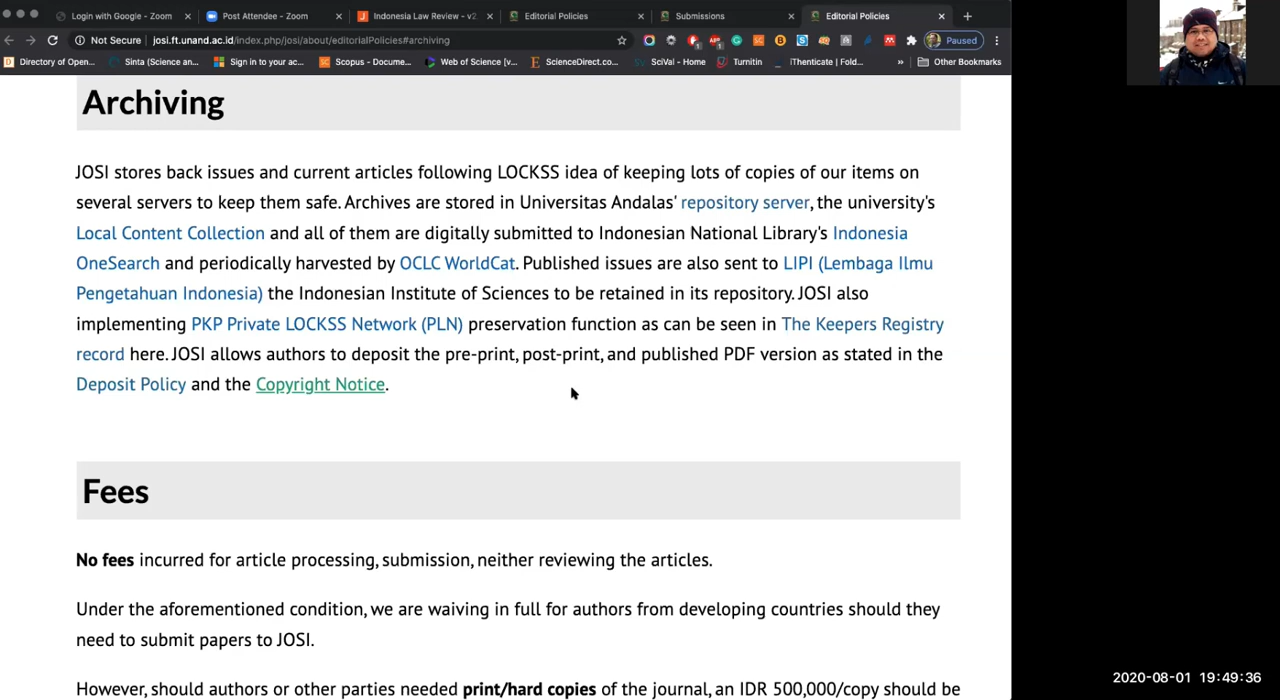 Login with Google - Zoom
Post Attendee - Zoom
Indonesia Law Review - v2
Editorial Policies
Submissions
Editorial Policies
Not Secure
josi.ft.unand.ac.id/index.php/josi/about/editorialPolicies#archiving
Paused
Directory of Open...
Sinta (Science an...
Sign in to your ac...
Scopus - Docume...
Web of Science [v...
ScienceDirect.co...
SciVal - Home
Turnitin
iThenticate | Fold...
»
Other Bookmarks
Archiving
JOSI stores back issues and current articles following LOCKSS idea of keeping lots of copies of our items on
several servers to keep them safe. Archives are stored in Universitas Andalas' repository server, the university's
Local Content Collection and all of them are digitally submitted to Indonesian National Library's Indonesia
OneSearch and periodically harvested by OCLC WorldCat. Published issues are also sent to LIPI (Lembaga Ilmu
Pengetahuan Indonesia) the Indonesian Institute of Sciences to be retained in its repository. JOSI also
implementing PKP Private LOCKSS Network (PLN) preservation function as can be seen in The Keepers Registry
record here. JOSI allows authors to deposit the pre-print, post-print, and published PDF version as stated in the
Deposit Policy and the Copyright Notice.
Fees
No fees incurred for article processing, submission, neither reviewing the articles.
Under the aforementioned condition, we are waiving in full for authors from developing countries should they
need to submit papers to JOSI.
However, should authors or other parties needed print/hard copies of the journal, an IDR 500,000/copy should be
2020-08-01 19:49:36